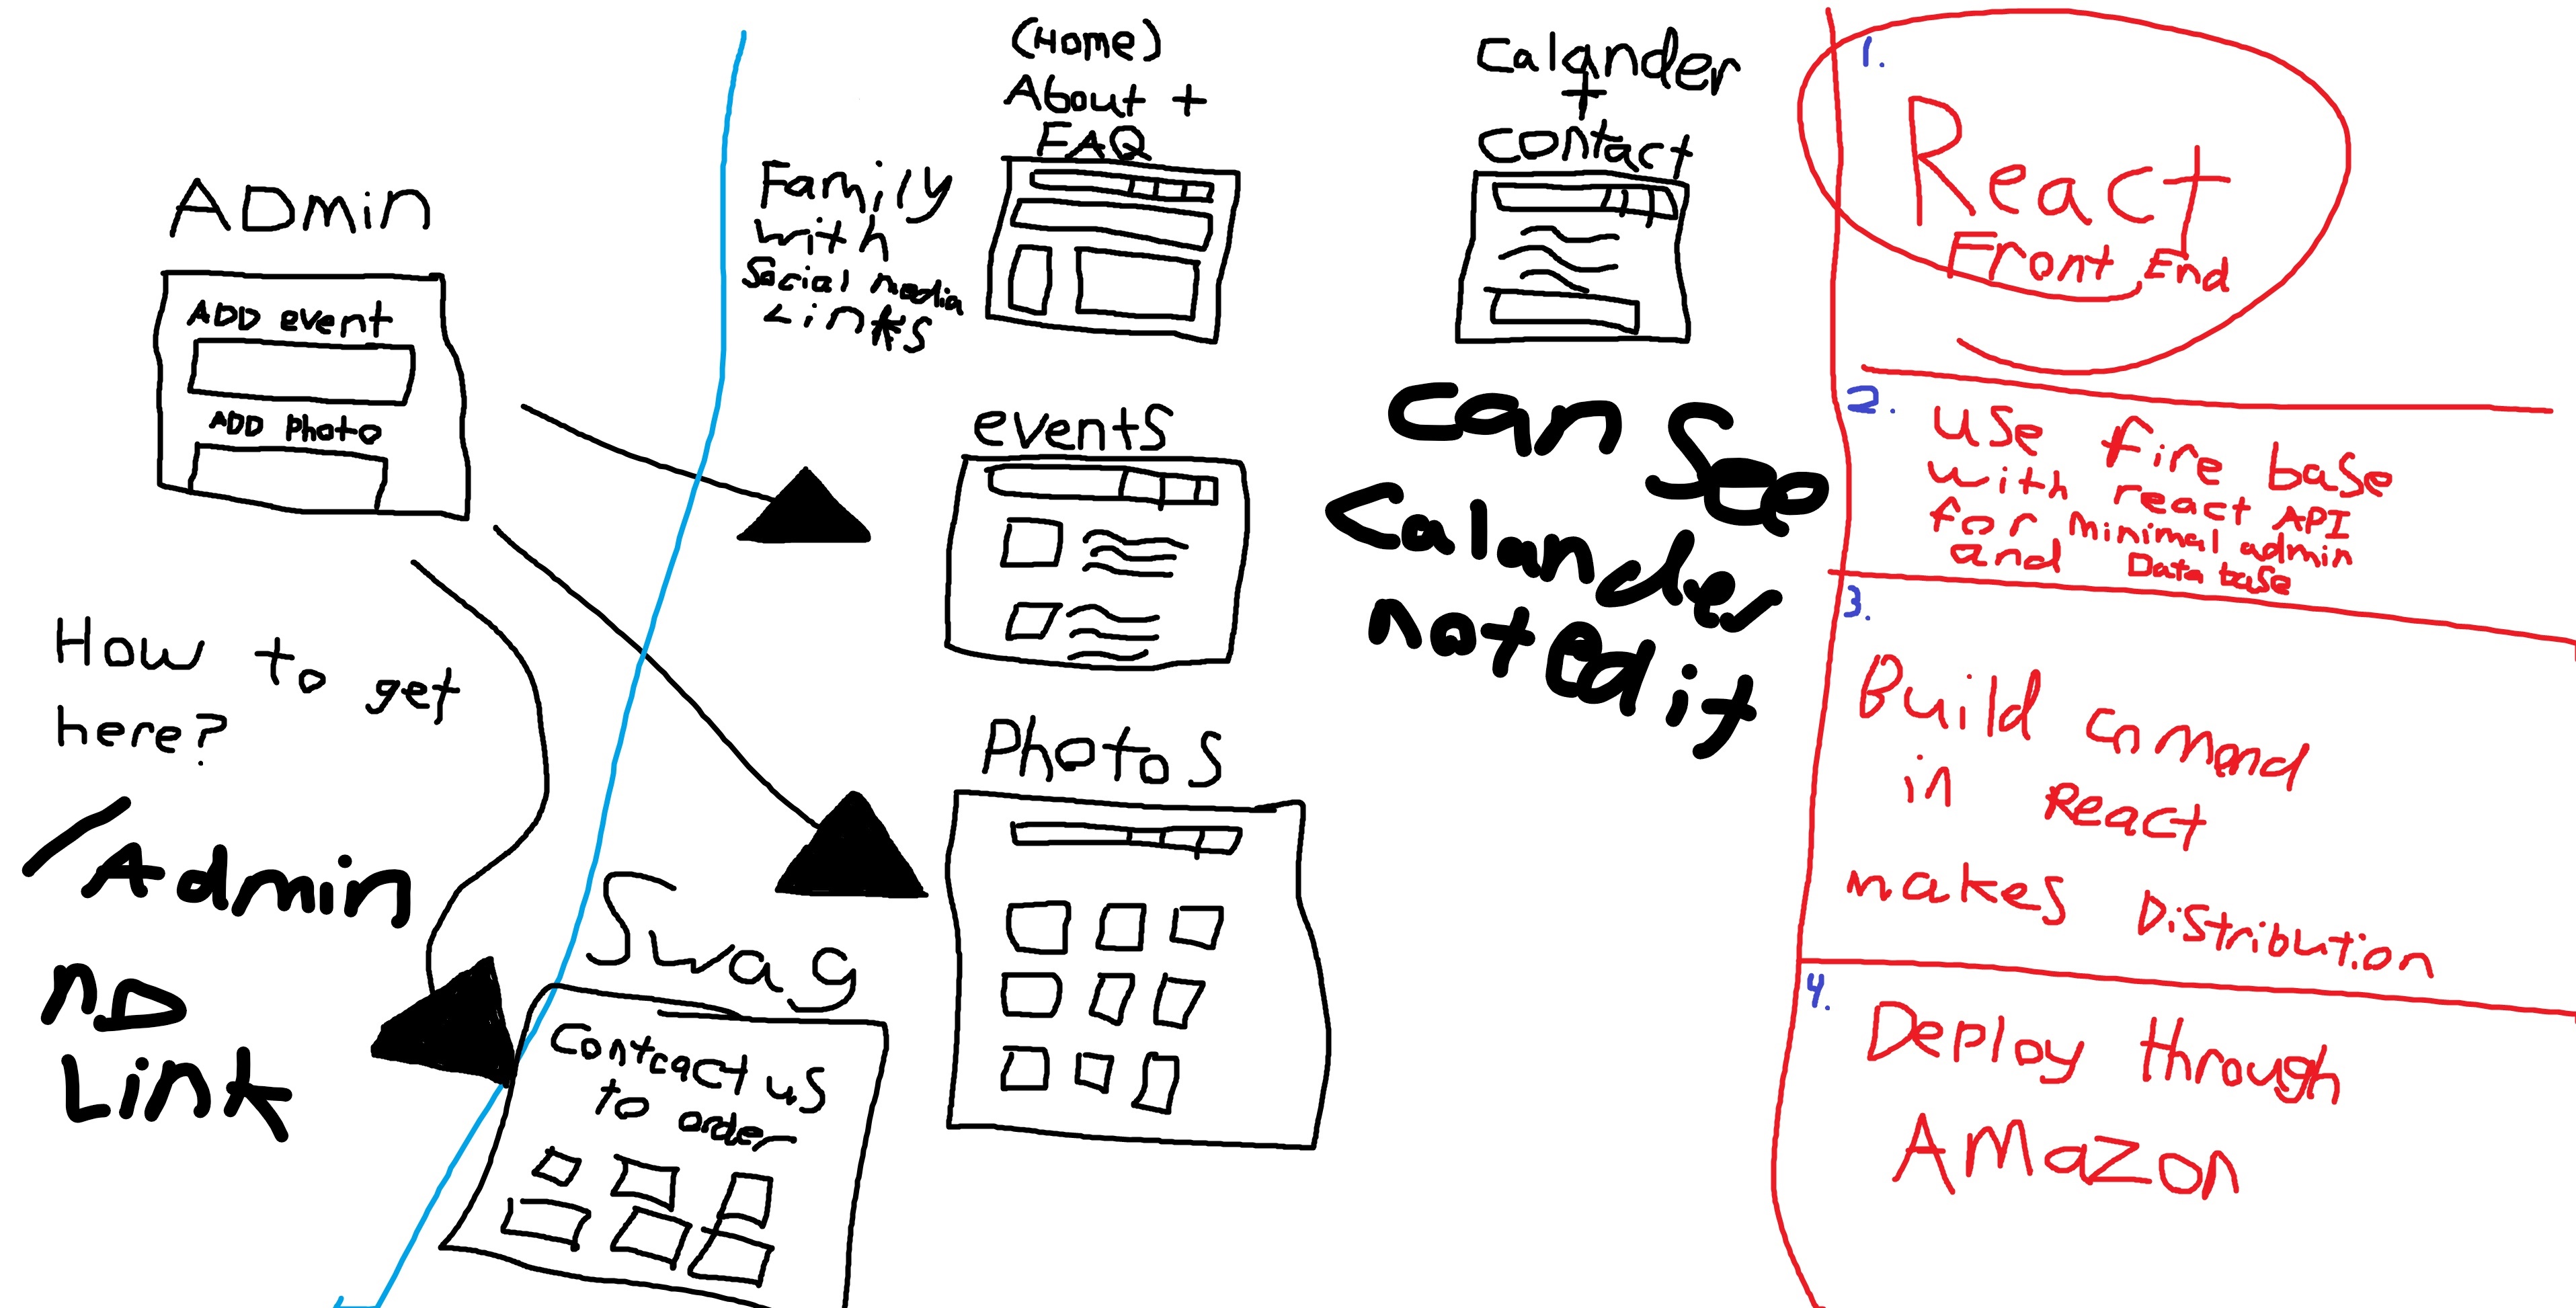 ADMin
ADD event
ADD Photo
How to get
here?
/Admin
no
Link
(Home)
About +
FAQ
Family
with
Social media
Links
events
Photos
Swag
Contcact us
to order
Calander
+
contact
can see
Calander
not edit
1.
React
Front End
2.
use fire base
with react API
for minimal admin
and Data base
3.
Build comand
in React
makes Distribution
4.
Deploy through
AMazon